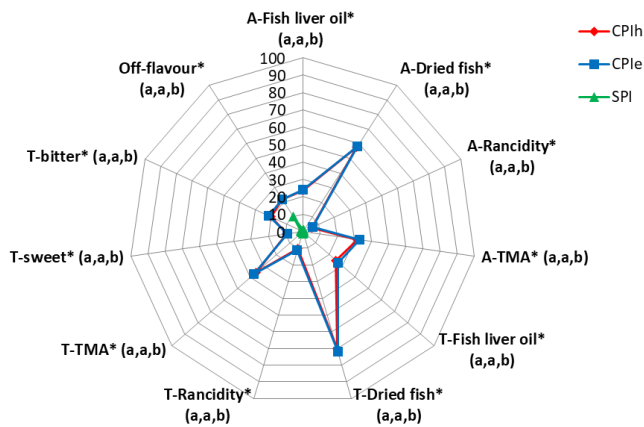 A-Fish liver oil*
(a,a,b)
A-Dried fish*
(a,a,b)
A-Rancidity*
(a,a,b)
A-TMA* (a,a,b)
T-Fish liver oil*
(a,a,b)
T-Dried fish*
(a,a,b)
T-Rancidity*
(a,a,b)
T-TMA* (a,a,b)
T-sweet* (a,a,b)
T-bitter* (a,a,b)
Off-flavour*
(a,a,b)
100
90
80
70
60
50
40
30
20
10
0
CPIh
CPIe
SPI